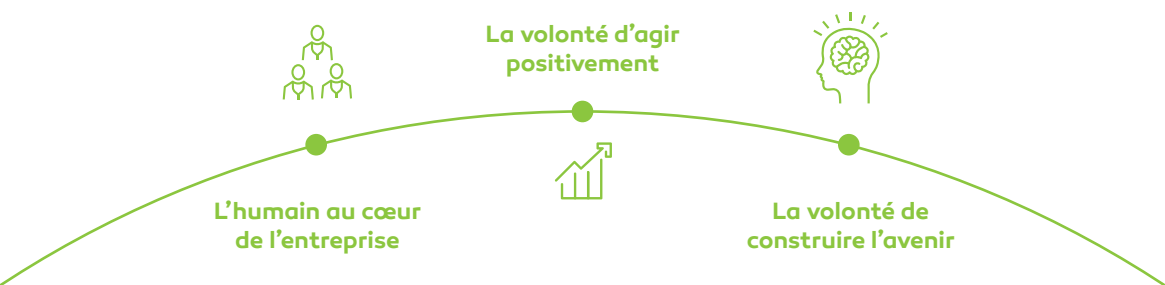 La volonté d’agir
positivement
L’humain au cœur
de l’entreprise
La volonté de
construire l’avenir